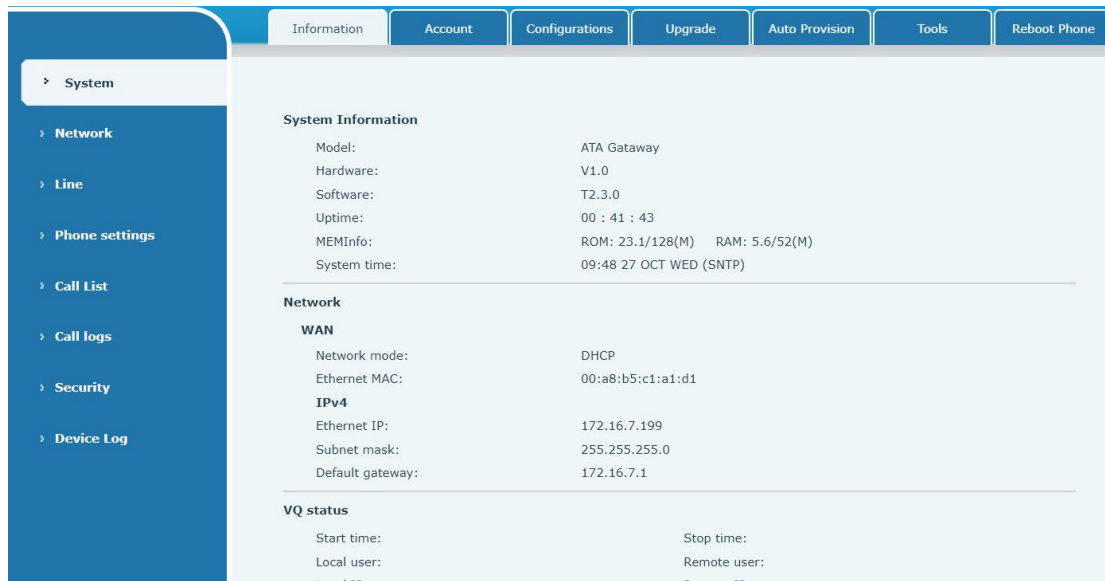 Information Account Configurations Upgrade Auto Provision Tools Reboot Phone
System
Network
Line
Phone settings
Call List
Call logs
Security
Device Log
System Information
Model: ATA Gataway
Hardware: V1.0
Software: T2.3.0
Uptime: 00 : 41 : 43
MEMInfo: ROM: 23.1/128(M) RAM: 5.6/52(M)
System time: 09:48 27 OCT WED (SNTP)
Network
WAN
Network mode: DHCP
Ethernet MAC: 00:a8:b5:c1:a1:d1
IPv4
Ethernet IP: 172.16.7.199
Subnet mask: 255.255.255.0
Default gateway: 172.16.7.1
VQ status
Start time: Stop time:
Local user: Remote user: